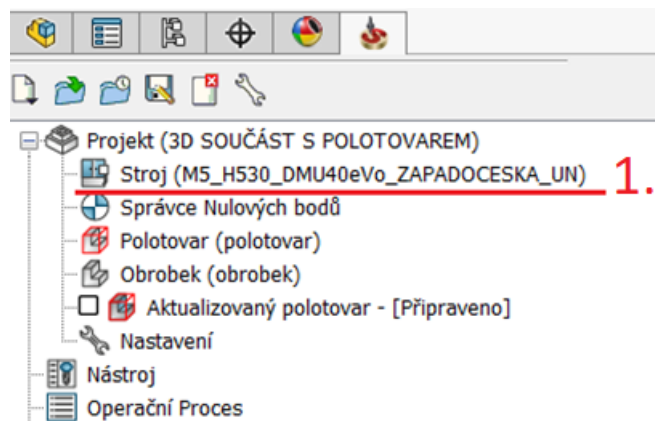 Projekt (3D SOUČÁST S POLOTOVAREM)
Stroj (M5_H530_DMU40eVo_ZAPADOCESKA_UN) 1.
Správce Nulových bodů
Polotovar (polotovar)
Obrobek (obrobek)
Aktualizovaný polotovar - [Připraveno]
Nastavení
Nástroj
Operační Proces